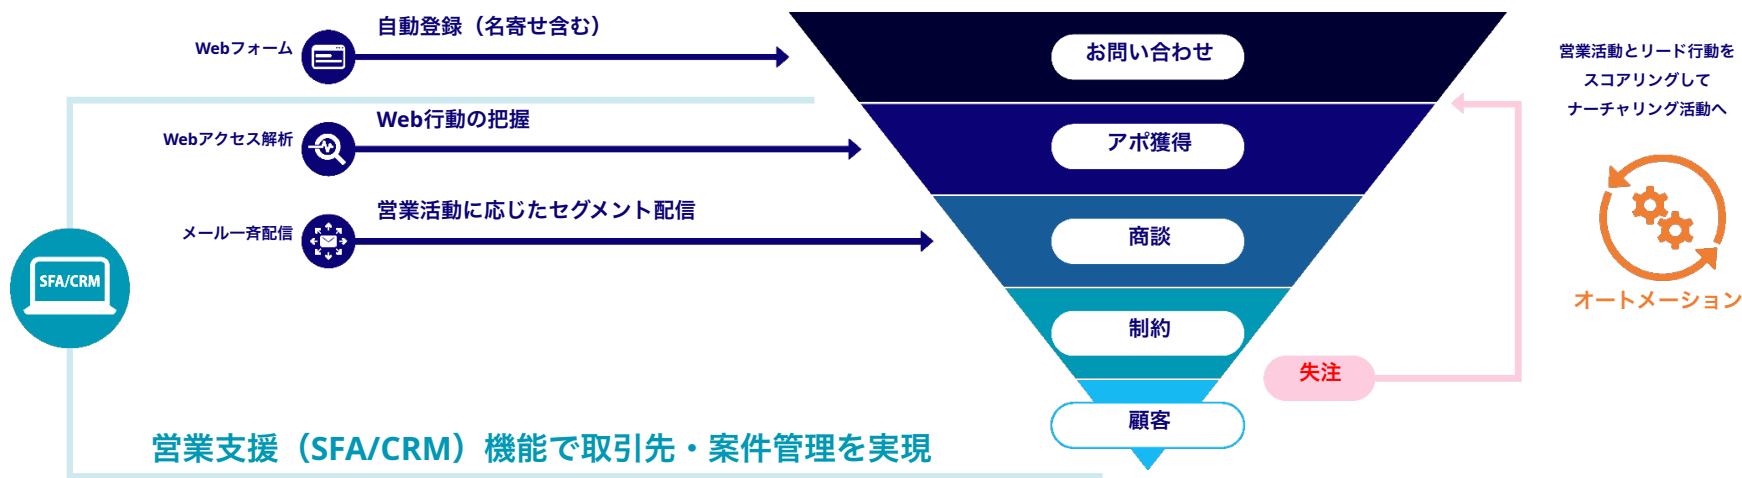 自動登録（名寄せ含む）
Webフォーム
お問い合わせ
営業活動とリード行動を
スコアリングして
ナーチャリング活動へ
Web行動の把握
Webアクセス解析
アポ獲得
営業活動に応じたセグメント配信
メール一斉配信
商談
SFA/CRM
オートメーション
制約
失注
顧客
営業支援（SFA/CRM）機能で取引先・案件管理を実現